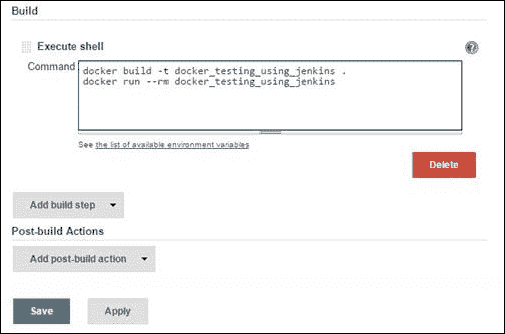 Build
Execute shell
Command
docker build -t docker_testing_using_jenkins .
docker run --rm docker_testing_using_jenkins
See the list of available environment variables
Delete
Add build step
Post-build Actions
Add post-build action
Save
Apply